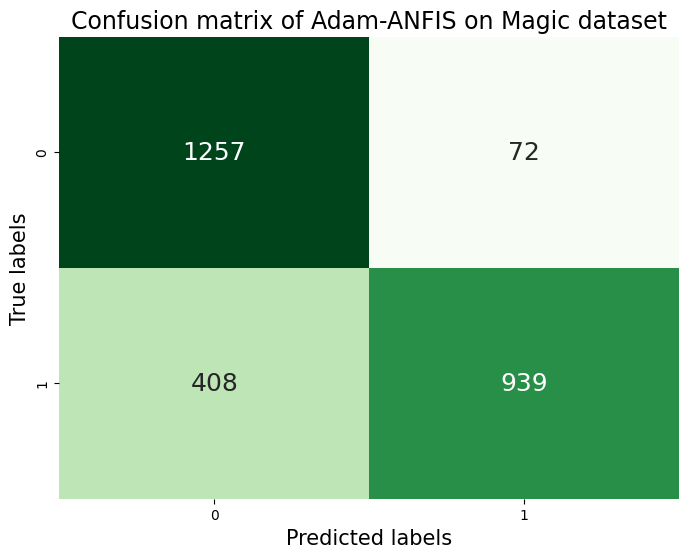 Confusion matrix of Adam-ANFIS on Magic dataset
True labels
0
1257
72
1
408
939
0
1
Predicted labels